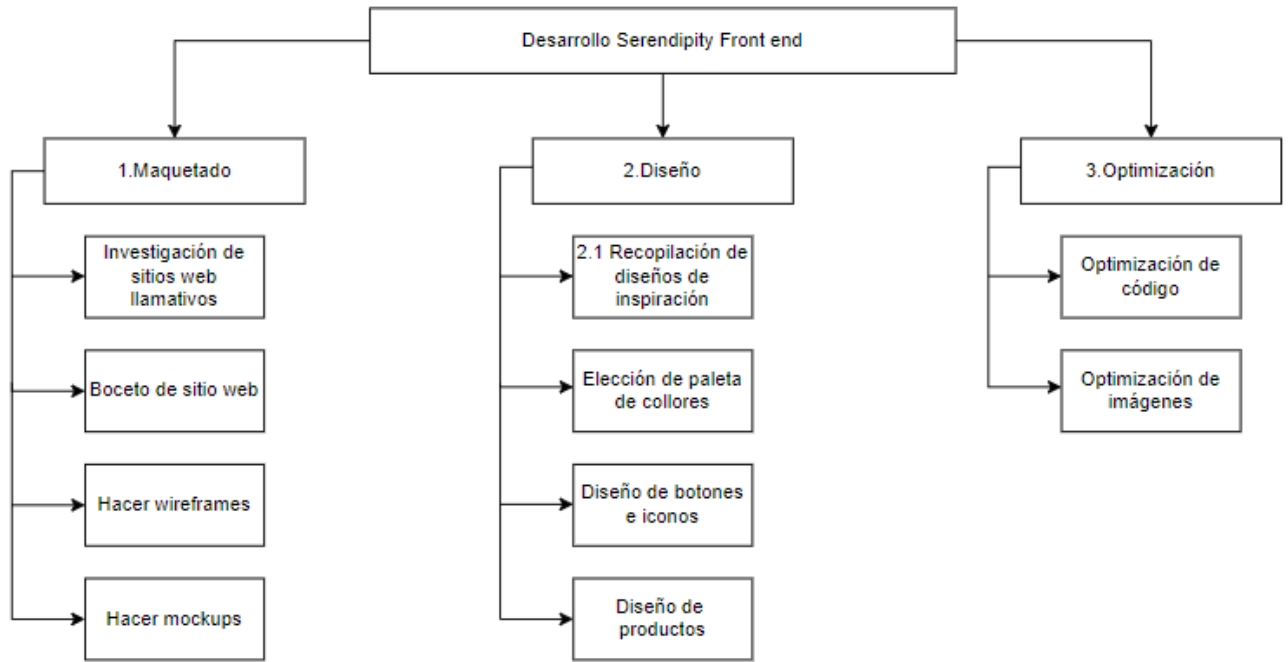 Desarrollo Serendipity Front end
1.Maquetado
Investigación de
sitios web
llamativos
Boceto de sitio web
Hacer wireframes
Hacer mockups
2.Diseño
2.1 Recopilación de
diseños de
inspiración
Elección de paleta
de collores
Diseño de botones
e iconos
Diseño de
productos
3.Optimización
Optimización de
código
Optimización de
imágenes